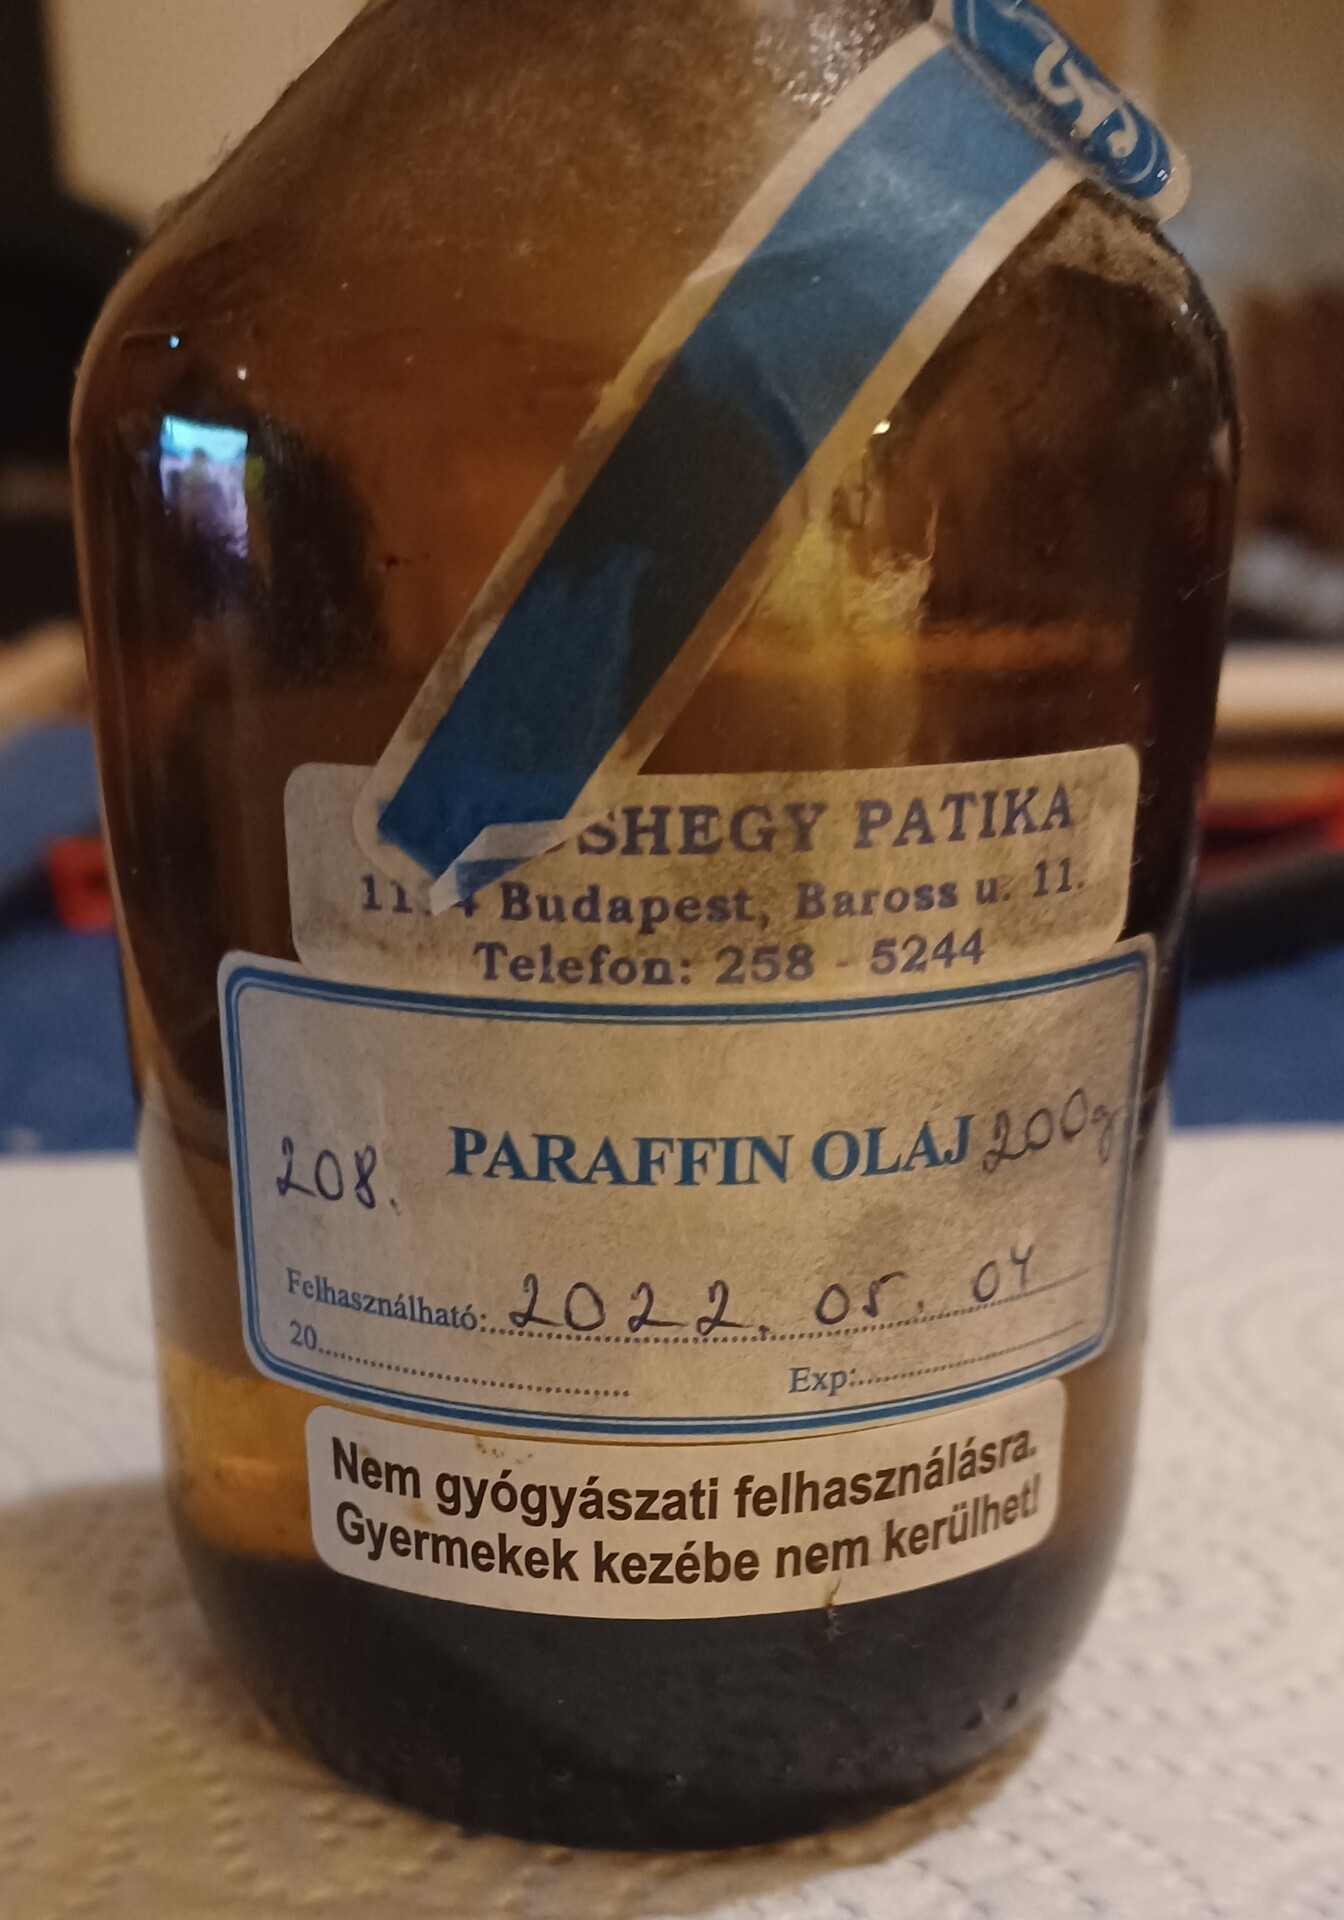 SHEGY PATIKA
Budapest, Baross u. 11.
Telefon: 258 - 5244
208. PARAFFIN OLAJ 200g
Felhasználható: 2022. 05. 04
20.............................. Exp:..............................
Nem gyógyászati felhasználásra.
Gyermekek kezébe nem kerülhet!